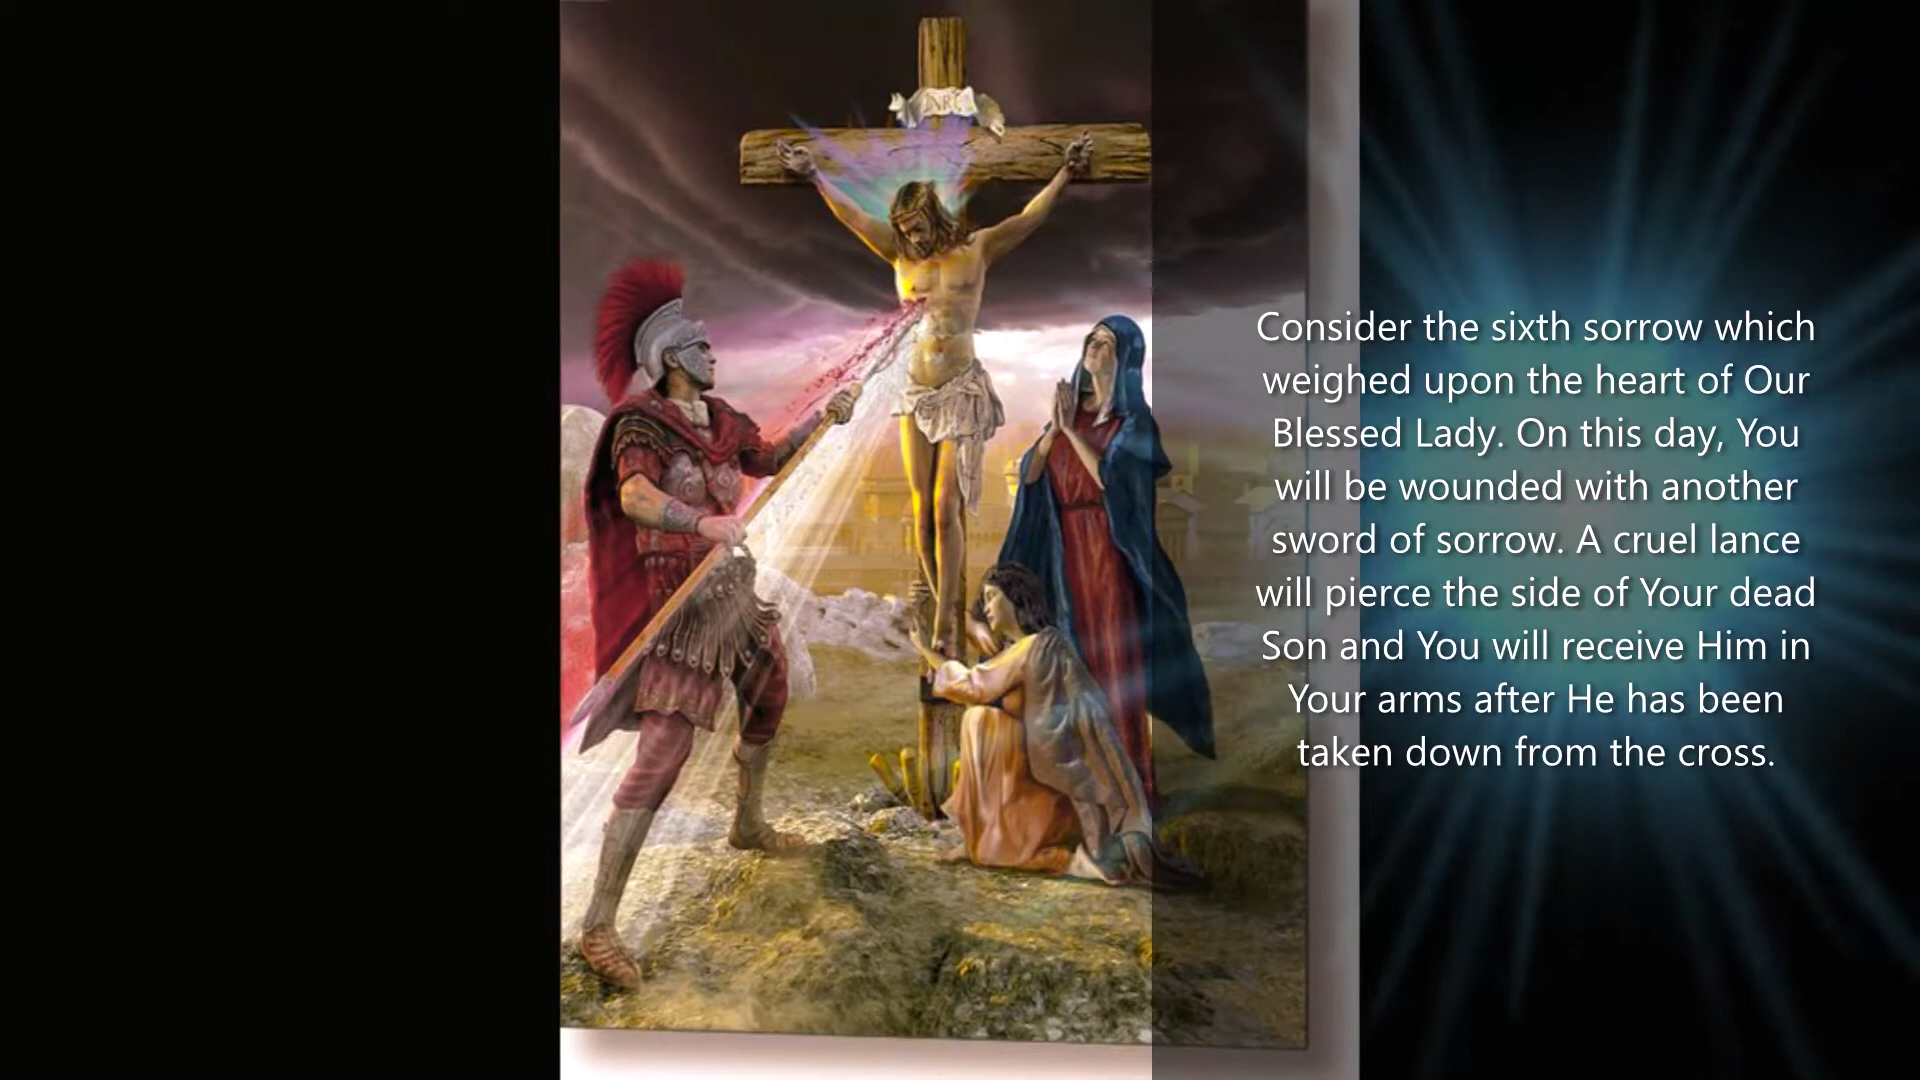 INRI
Consider the sixth sorrow which
weighed upon the heart of Our
Blessed Lady. On this day, You
will be wounded with another
sword of sorrow. A cruel lance
will pierce the side of Your dead
Son and You will receive Him in
Your arms after He has been
taken down from the cross.